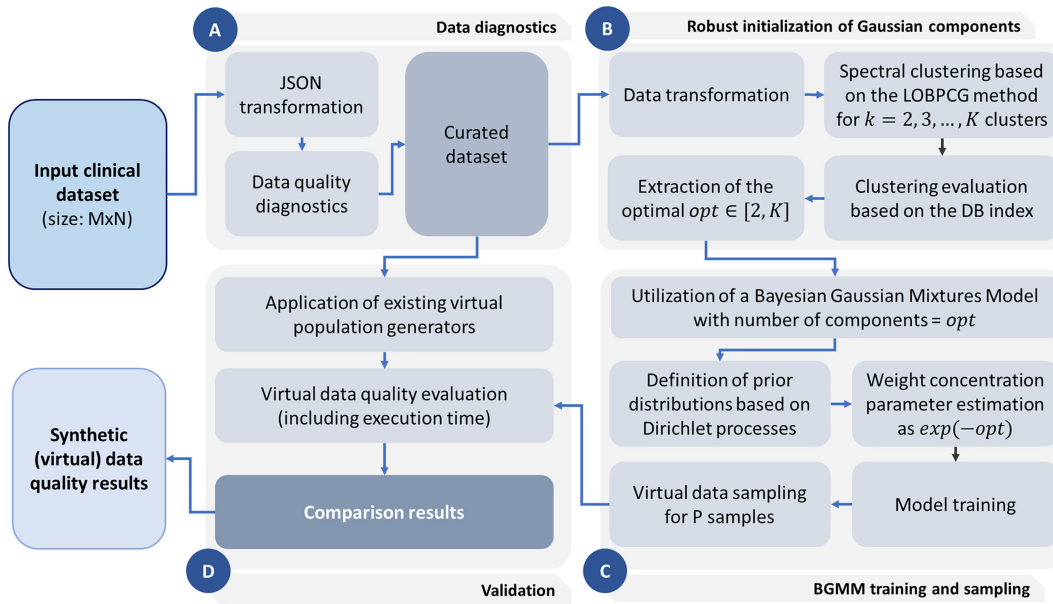 A
Data diagnostics
JSON
transformation
Data quality
diagnostics
Curated
dataset
Input clinical
dataset
(size: MxN)
B
Robust initialization of Gaussian components
Data transformation
Spectral clustering based
on the LOBPCG method
for k = 2, 3, ... , K clusters
Clustering evaluation
based on the DB index
Extraction of the
optimal opt ∈ [2, K]
Utilization of a Bayesian Gaussian Mixtures Model
with number of components = opt
Definition of prior
distributions based on
Dirichlet processes
Weight concentration
parameter estimation
as exp(−opt)
Model training
Virtual data sampling
for P samples
C
BGMM training and sampling
Application of existing virtual
population generators
Virtual data quality evaluation
(including execution time)
Comparison results
D
Validation
Synthetic
(virtual) data
quality results